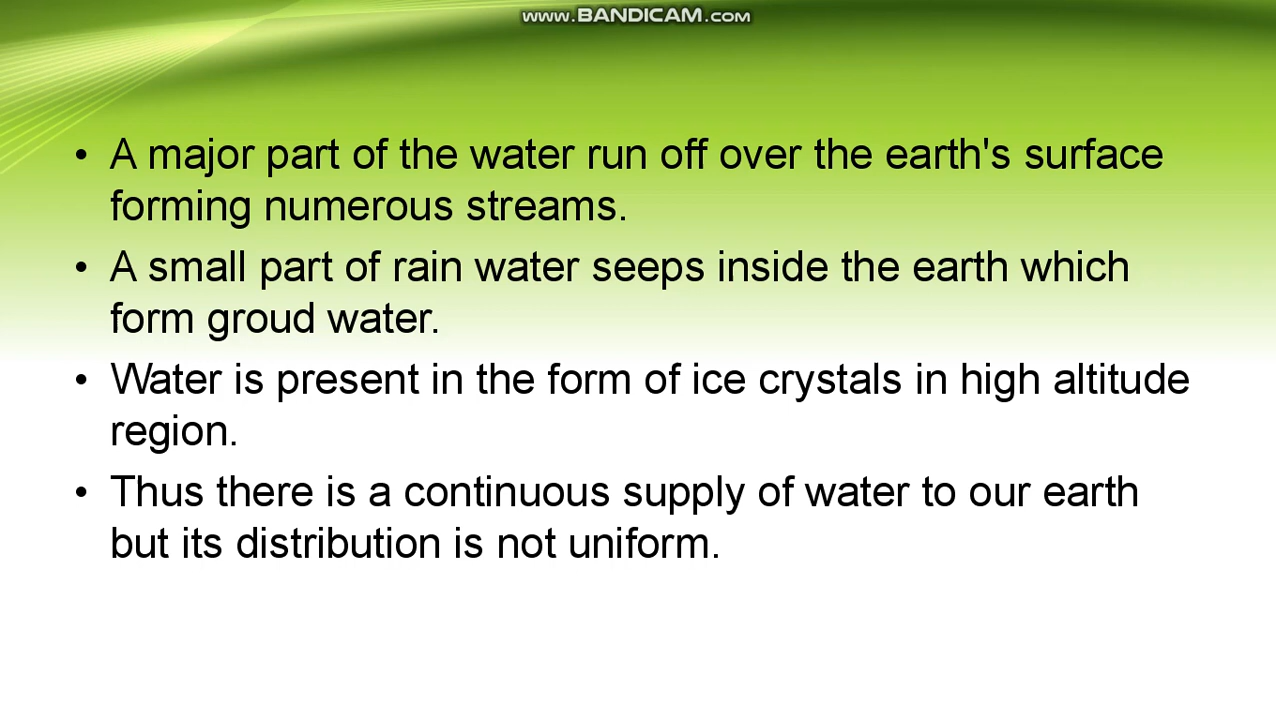 www.BANDICAM.com
• A major part of the water run off over the earth's surface
forming numerous streams.
• A small part of rain water seeps inside the earth which
form groud water.
• Water is present in the form of ice crystals in high altitude
region.
• Thus there is a continuous supply of water to our earth
but its distribution is not uniform.